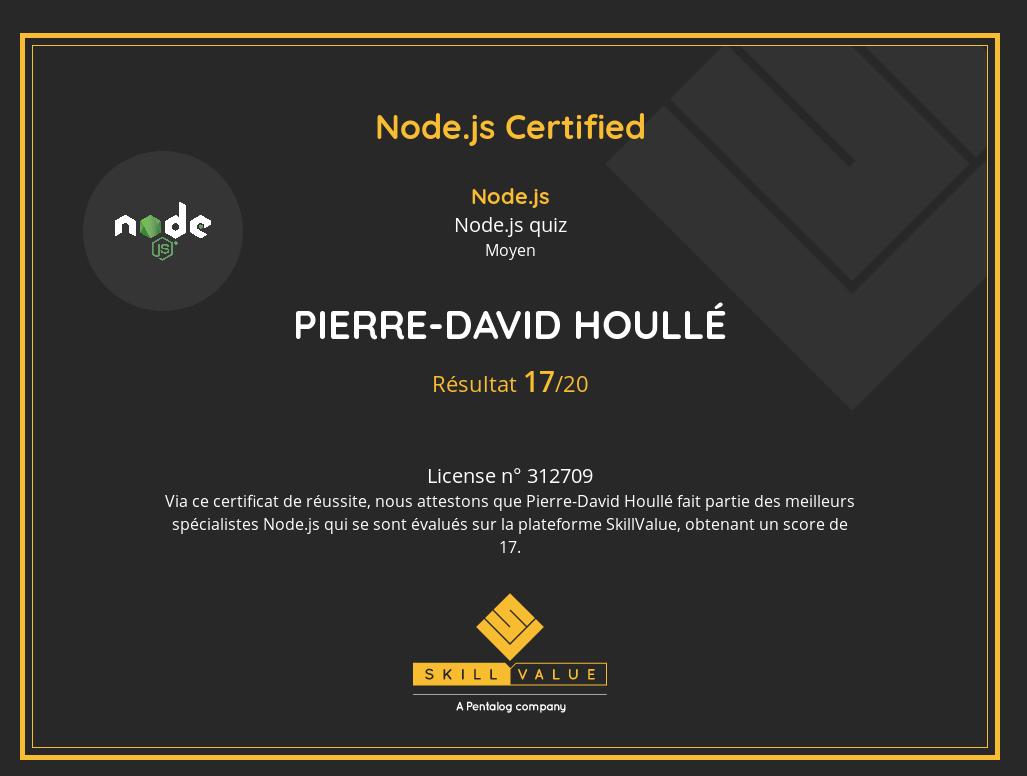 Node.js Certified
Node.js
Node.js quiz
Moyen
node
JS
PIERRE-DAVID HOULLÉ
Résultat 17/20
License n° 312709
Via ce certificat de réussite, nous attestons que Pierre-David Houllé fait partie des meilleurs
spécialistes Node.js qui se sont évalués sur la plateforme SkillValue, obtenant un score de
17.
SKILL VALUE
A Pentalog company